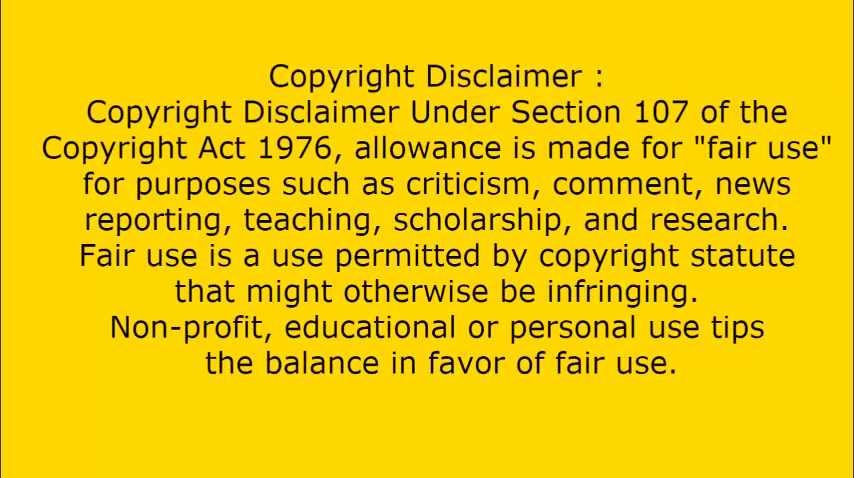 Copyright Disclaimer :
Copyright Disclaimer Under Section 107 of the
Copyright Act 1976, allowance is made for "fair use"
for purposes such as criticism, comment, news
reporting, teaching, scholarship, and research.
Fair use is a use permitted by copyright statute
that might otherwise be infringing.
Non-profit, educational or personal use tips
the balance in favor of fair use.